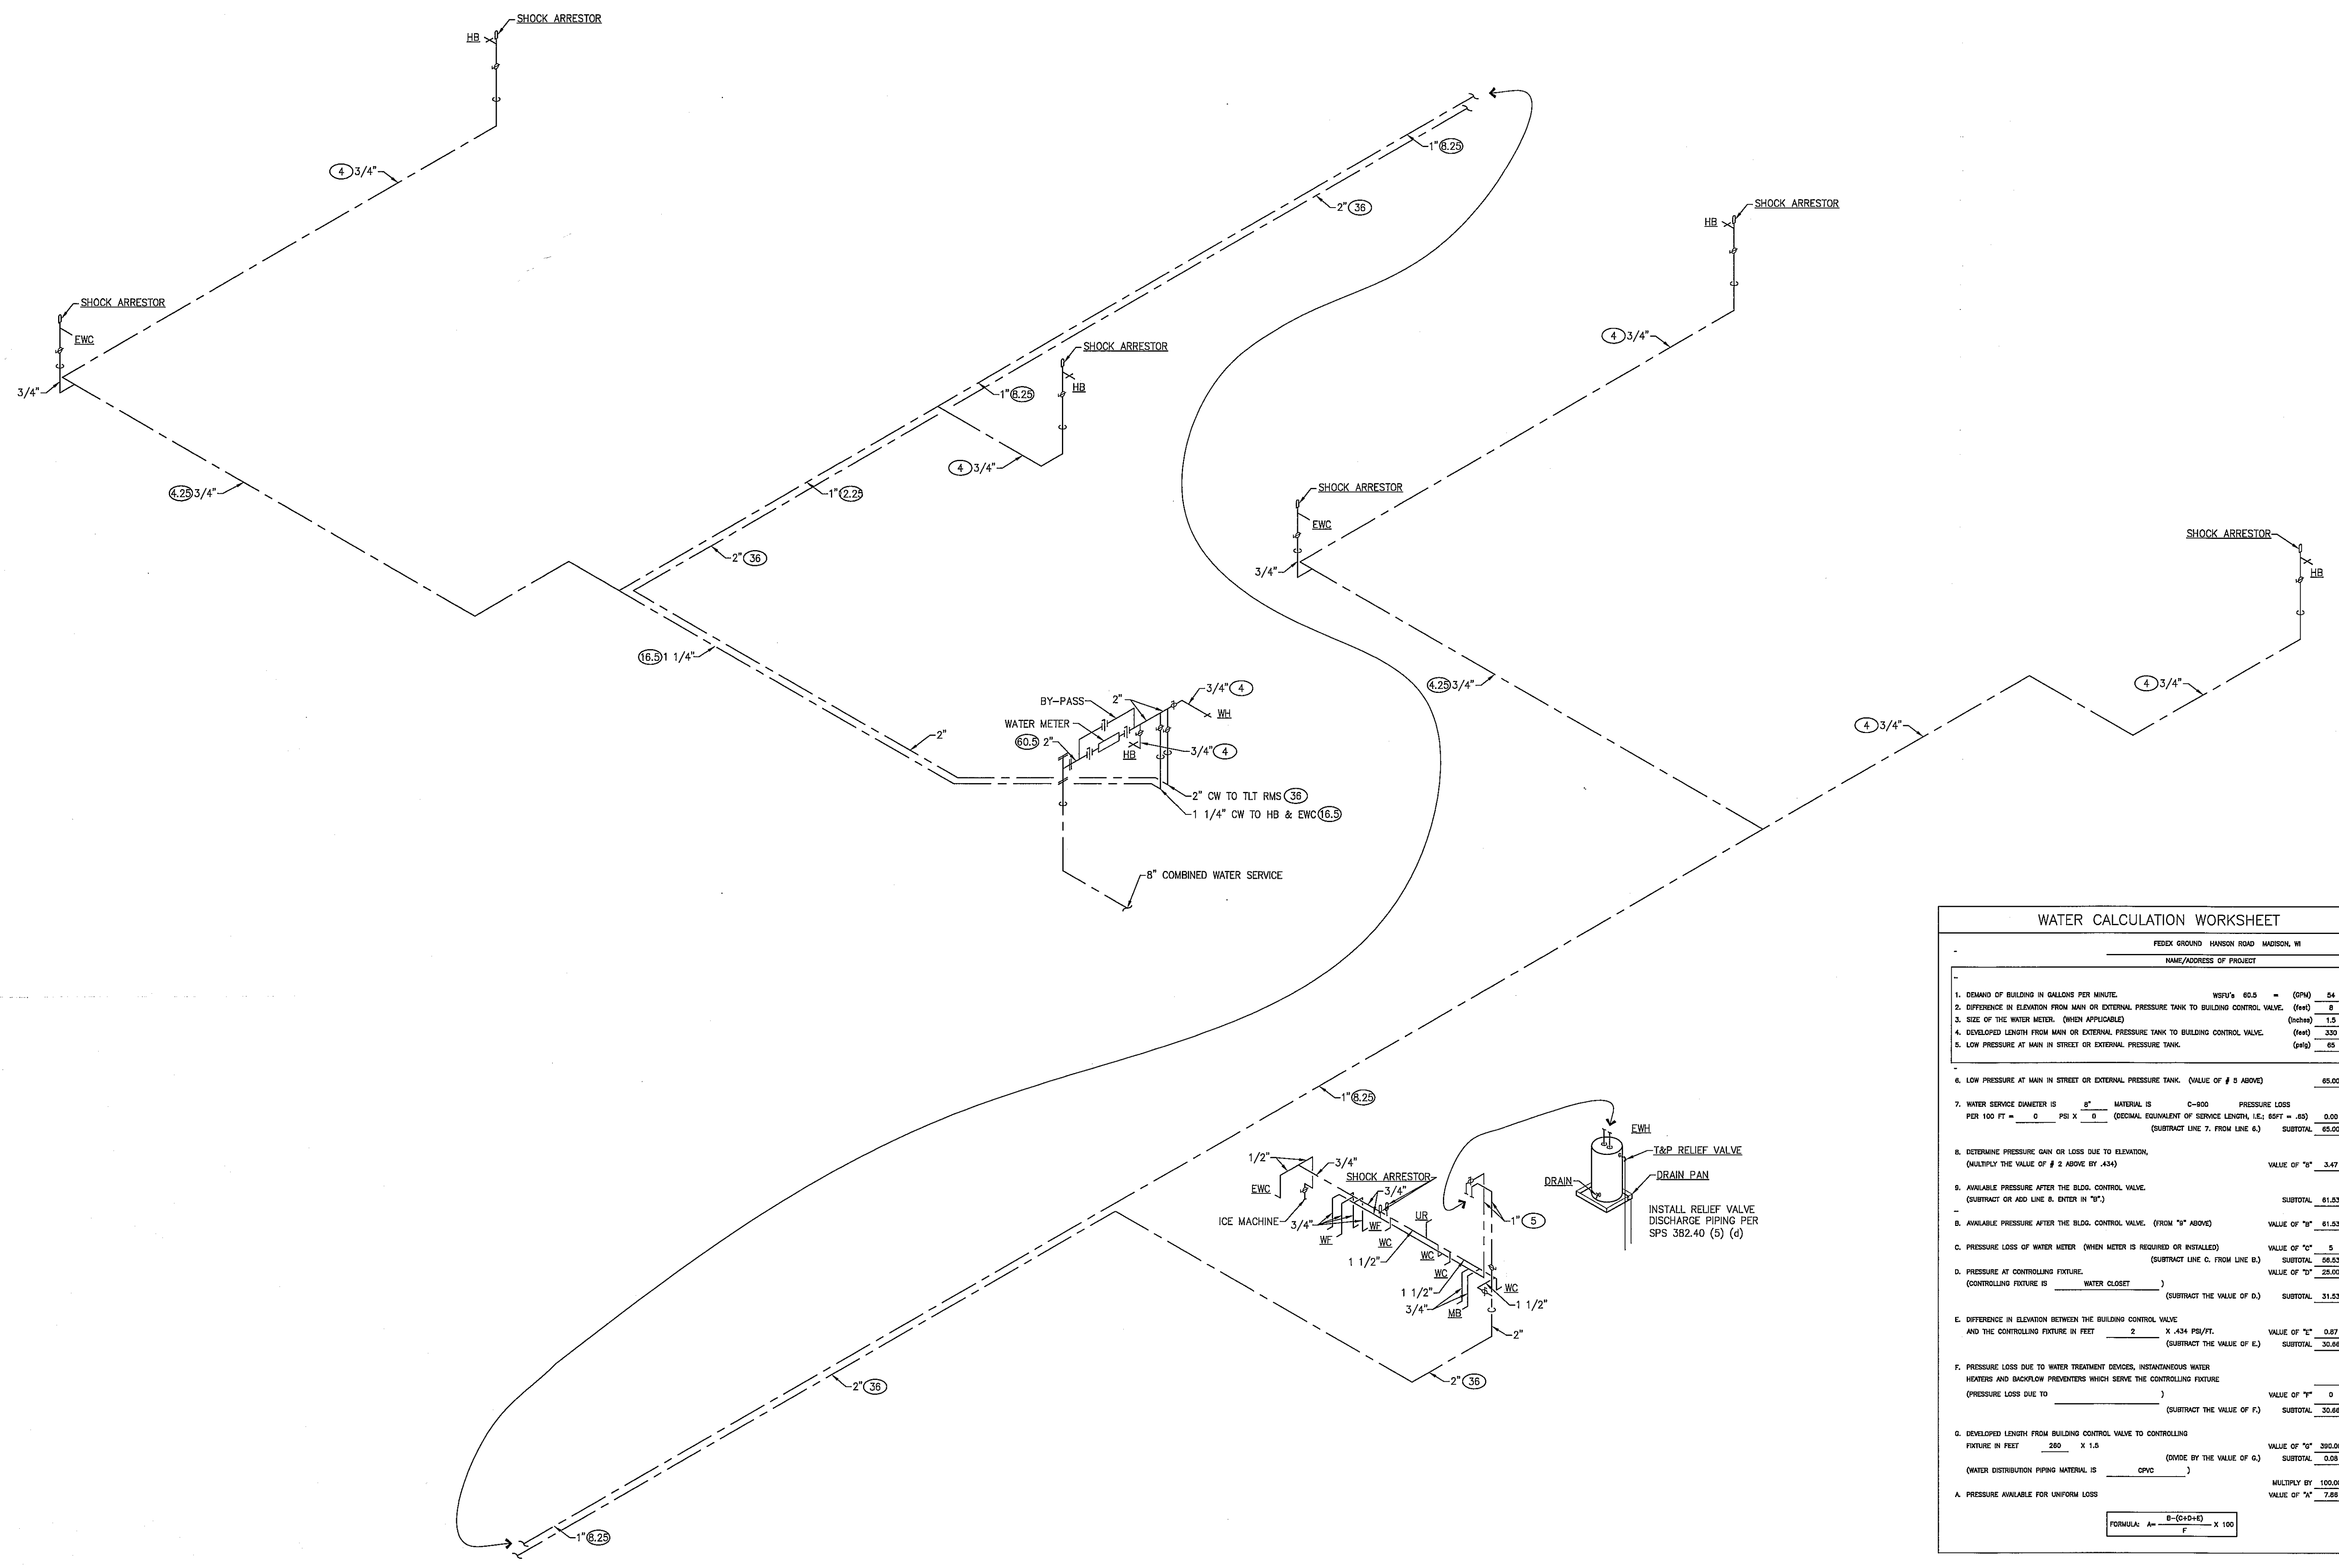 SHOCK ARRESTOR
HB
4 3/4"
1" 8.25
2" 36
SHOCK ARRESTOR
HB
SHOCK ARRESTOR
EWC
3/4"
SHOCK ARRESTOR
HB
1" 8.25
4 3/4"
4 3/4"
4.25 3/4"
1" 12.25
2" 36
SHOCK ARRESTOR
EWC
3/4"
SHOCK ARRESTOR
HB
16.5 1 1/4"
2"
BY-PASS
2"
3/4" 4
WH
WATER METER
60.5 2"
HB
3/4" 4
2" CW TO TLT RMS 36
1 1/4" CW TO HB & EWC 16.5
8" COMBINED WATER SERVICE
4.25 3/4"
4 3/4"
4 3/4"
1" 8.25
1/2"
3/4"
EWC
SHOCK ARRESTOR
3/4"
ICE MACHINE
3/4"
WF
WF
UR
WC
WC
WC
WC
1 1/2"
1 1/2"
3/4"
MB
1 1/2"
2"
1" 5
2" 36
EWH
T&P RELIEF VALVE
DRAIN
DRAIN PAN
INSTALL RELIEF VALVE
DISCHARGE PIPING PER
SPS 382.40 (5) (d)
2" 36
1" 8.25
WATER CALCULATION WORKSHEET
FEDEX GROUND HANSON ROAD MADISON, WI
NAME/ADDRESS OF PROJECT
1. DEMAND OF BUILDING IN GALLONS PER MINUTE. WSFU's 60.5 = (GPM) 54
2. DIFFERENCE IN ELEVATION FROM MAIN OR EXTERNAL PRESSURE TANK TO BUILDING CONTROL VALVE. (feet) 8
3. SIZE OF THE WATER METER. (WHEN APPLICABLE) (inches) 1.5
4. DEVELOPED LENGTH FROM MAIN OR EXTERNAL PRESSURE TANK TO BUILDING CONTROL VALVE. (feet) 330
5. LOW PRESSURE AT MAIN IN STREET OR EXTERNAL PRESSURE TANK. (psig) 65
6. LOW PRESSURE AT MAIN IN STREET OR EXTERNAL PRESSURE TANK. (VALUE OF # 5 ABOVE) 65.00
7. WATER SERVICE DIAMETER IS 8" MATERIAL IS C-900 PRESSURE LOSS
PER 100 FT = 0 PSI X 0 (DECIMAL EQUIVALENT OF SERVICE LENGTH, I.E.; 65FT = .65) 0.00
(SUBTRACT LINE 7. FROM LINE 6.) SUBTOTAL 65.00
8. DETERMINE PRESSURE GAIN OR LOSS DUE TO ELEVATION,
(MULTIPLY THE VALUE OF # 2 ABOVE BY .434) VALUE OF "8" 3.47
9. AVAILABLE PRESSURE AFTER THE BLDG. CONTROL VALVE.
(SUBTRACT OR ADD LINE 8. ENTER IN "B".) SUBTOTAL 61.53
B. AVAILABLE PRESSURE AFTER THE BLDG. CONTROL VALVE. (FROM "9" ABOVE) VALUE OF "B" 61.53
C. PRESSURE LOSS OF WATER METER (WHEN METER IS REQUIRED OR INSTALLED) VALUE OF "C" 5
(SUBTRACT LINE C. FROM LINE B.) SUBTOTAL 56.53
D. PRESSURE AT CONTROLLING FIXTURE. VALUE OF "D" 25.00
(CONTROLLING FIXTURE IS WATER CLOSET )
(SUBTRACT THE VALUE OF D.) SUBTOTAL 31.53
E. DIFFERENCE IN ELEVATION BETWEEN THE BUILDING CONTROL VALVE
AND THE CONTROLLING FIXTURE IN FEET 2 X .434 PSI/FT. VALUE OF "E" 0.87
(SUBTRACT THE VALUE OF E.) SUBTOTAL 30.66
F. PRESSURE LOSS DUE TO WATER TREATMENT DEVICES, INSTANTANEOUS WATER
HEATERS AND BACKFLOW PREVENTERS WHICH SERVE THE CONTROLLING FIXTURE
(PRESSURE LOSS DUE TO ) VALUE OF "F" 0
(SUBTRACT THE VALUE OF F.) SUBTOTAL 30.66
G. DEVELOPED LENGTH FROM BUILDING CONTROL VALVE TO CONTROLLING
FIXTURE IN FEET 260 X 1.5 VALUE OF "G" 390.00
(DIVIDE BY THE VALUE OF G.) SUBTOTAL 0.08
(WATER DISTRIBUTION PIPING MATERIAL IS CPVC )
MULTIPLY BY 100.00
A. PRESSURE AVAILABLE FOR UNIFORM LOSS VALUE OF "A" 7.86
FORMULA: A= B-(C+D+E) X 100
F